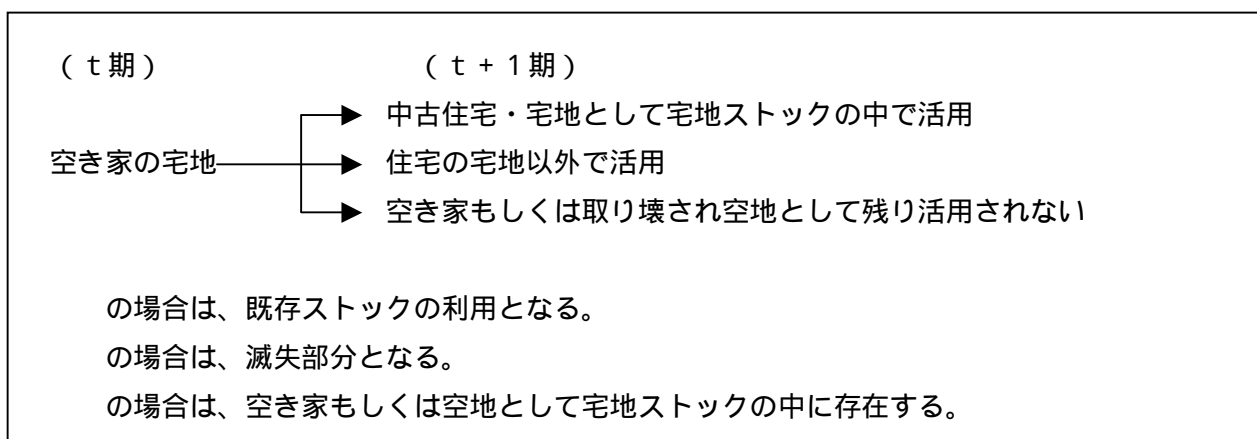 ( t期)　( t + 1期)
中古住宅・宅地として宅地ストックの中で活用
空き家の宅地　住宅の宅地以外で活用
空き家もしくは取り壊され空地として残り活用されない
の場合は、既存ストックの利用となる。
の場合は、滅失部分となる。
の場合は、空き家もしくは空地として宅地ストックの中に存在する。